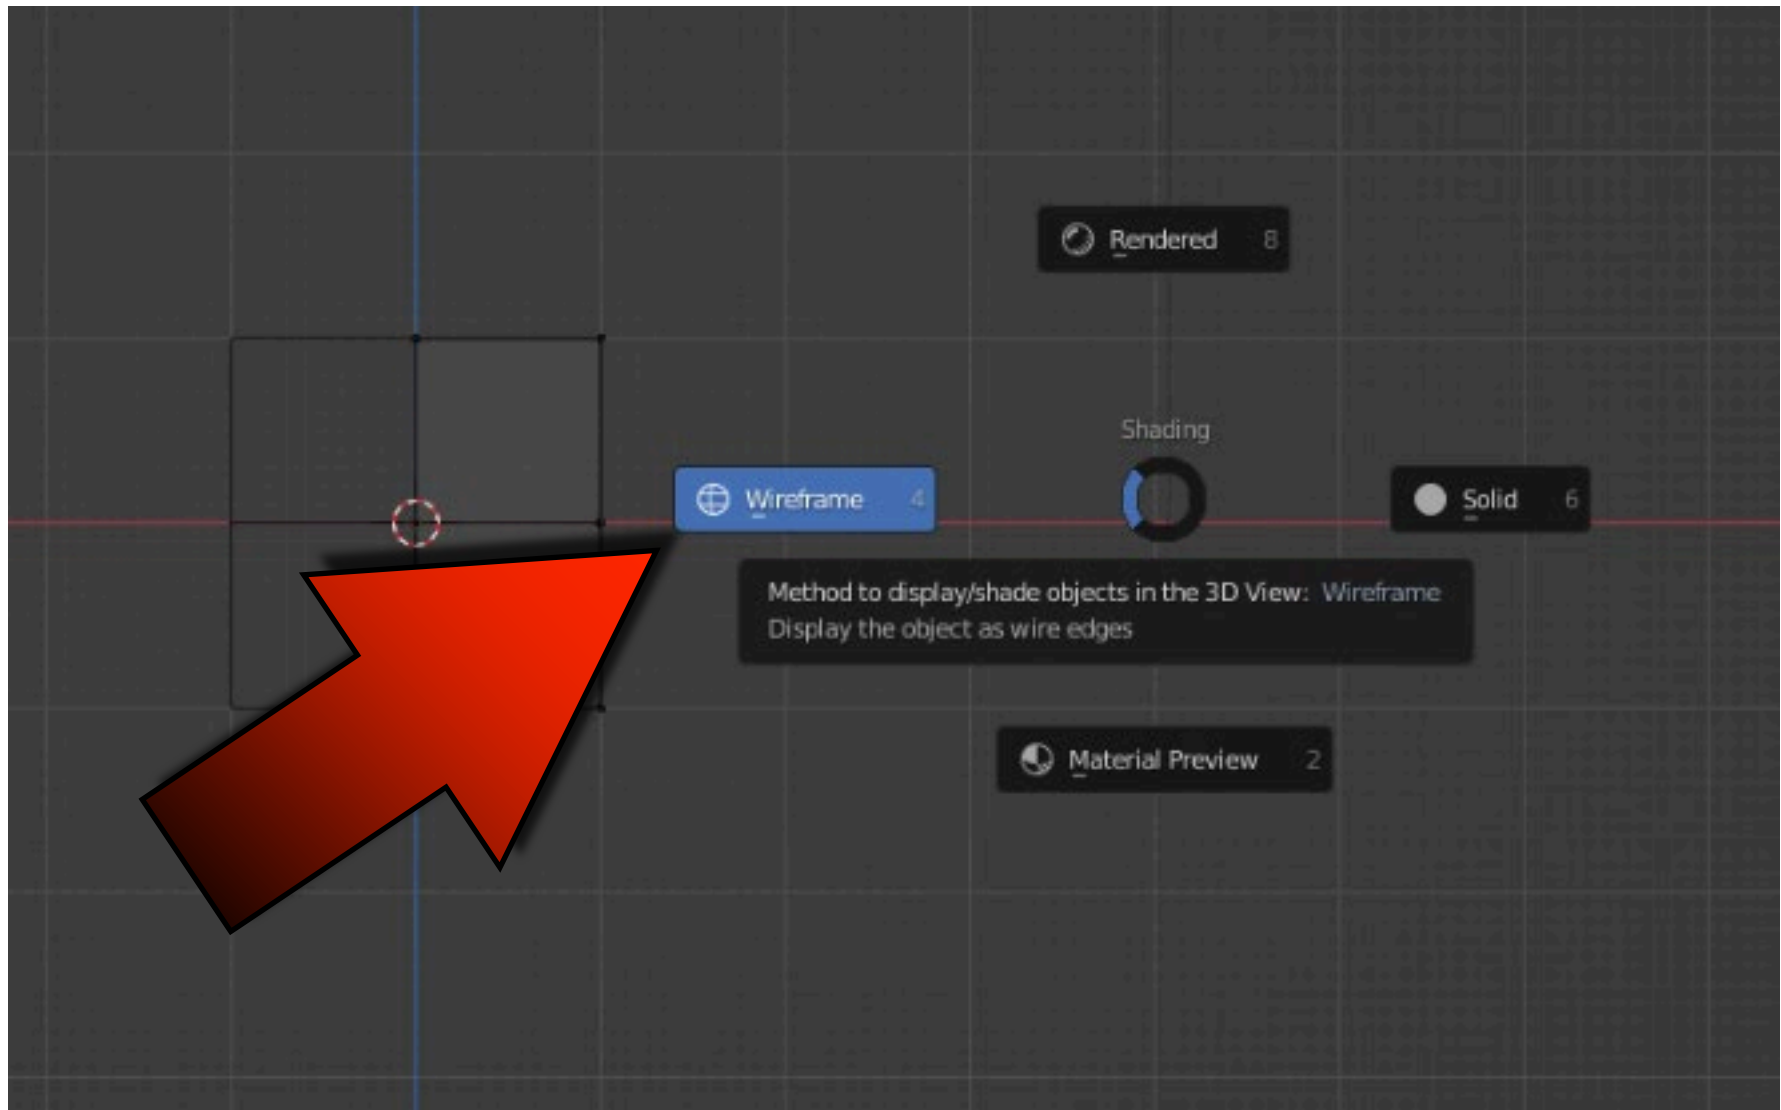 Rendered 8
Shading
Wireframe 4
Solid 6
Method to display/shade objects in the 3D View: Wireframe
Display the object as wire edges
Material Preview 2